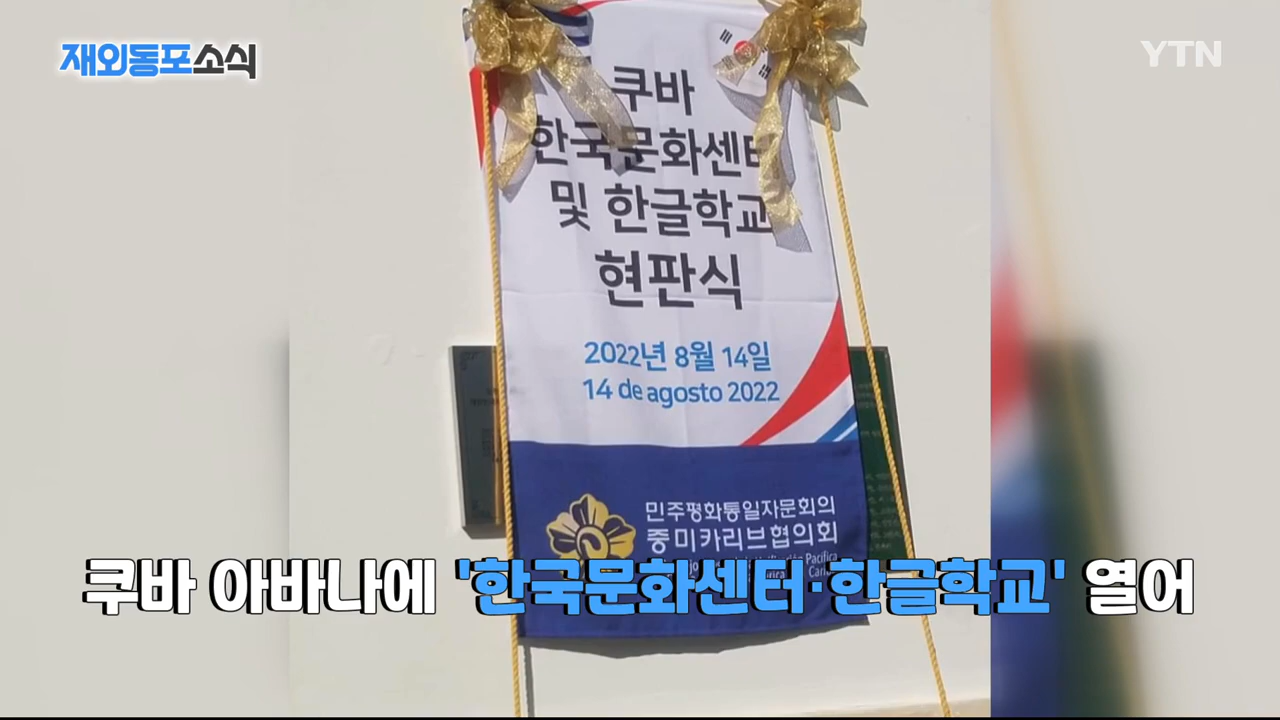 재외동포소식
YTN
쿠바
한국문화센터
및 한글학교
현판식
2022년 8월 14일
14 de agosto 2022
민주평화통일자문회의
중미카리브협의회
쿠바 아바나에 '한국문화센터·한글학교' 열어